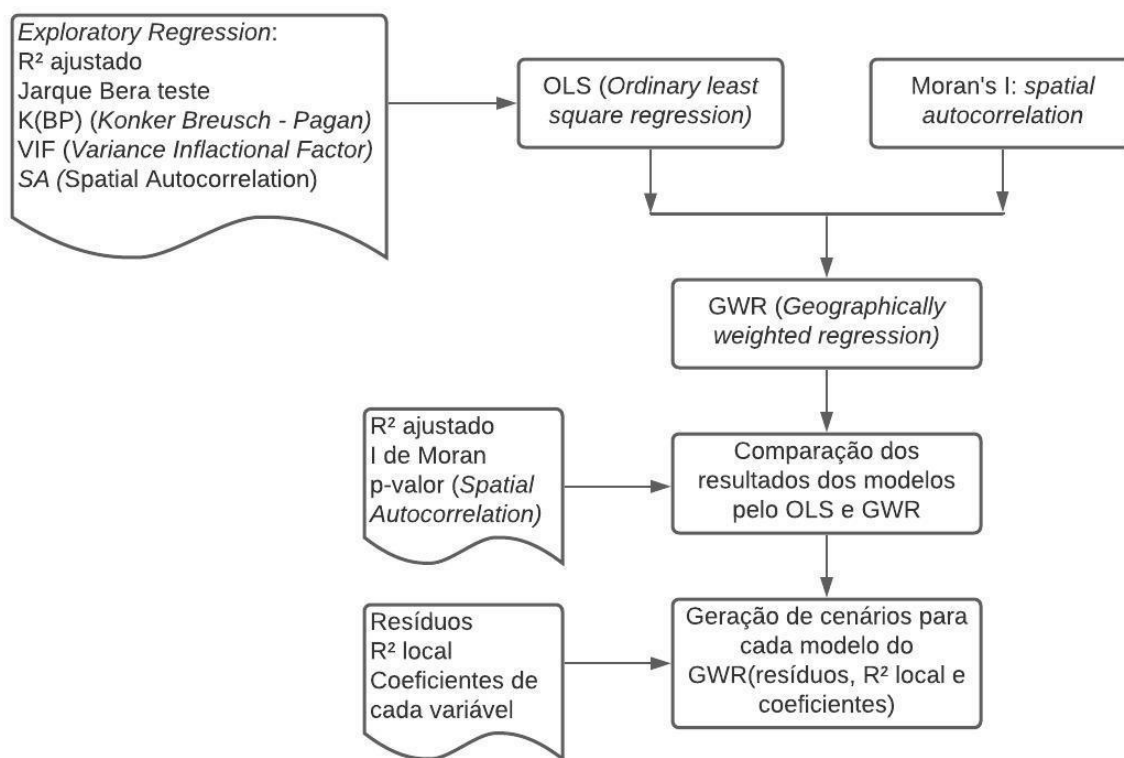 Exploratory Regression:
R² ajustado
Jarque Bera teste
K(BP) (Konker Breusch - Pagan)
VIF (Variance Inflactional Factor)
SA (Spatial Autocorrelation)
OLS (Ordinary least
square regression)
Moran's I: spatial
autocorrelation
GWR (Geographically
weighted regression)
R² ajustado
I de Moran
p-valor (Spatial
Autocorrelation)
Comparação dos
resultados dos modelos
pelo OLS e GWR
Resíduos
R² local
Coeficientes de
cada variável
Geração de cenários para
cada modelo do
GWR(resíduos, R² local e
coeficientes)